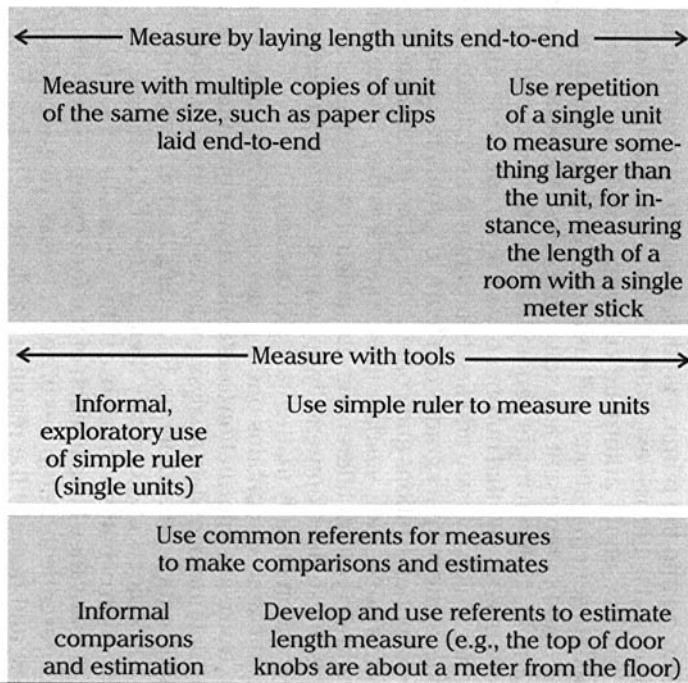 Measure by laying length units end-to-end
Measure with multiple copies of unit
of the same size, such as paper clips
laid end-to-end
Use repetition
of a single unit
to measure some-
thing larger than
the unit, for in-
stance, measuring
the length of a
room with a single
meter stick
Measure with tools
Informal,
exploratory use
of simple ruler
(single units)
Use simple ruler to measure units
Use common referents for measures
to make comparisons and estimates
Informal
comparisons
and estimation
Develop and use referents to estimate
length measure (e.g., the top of door
knobs are about a meter from the floor)